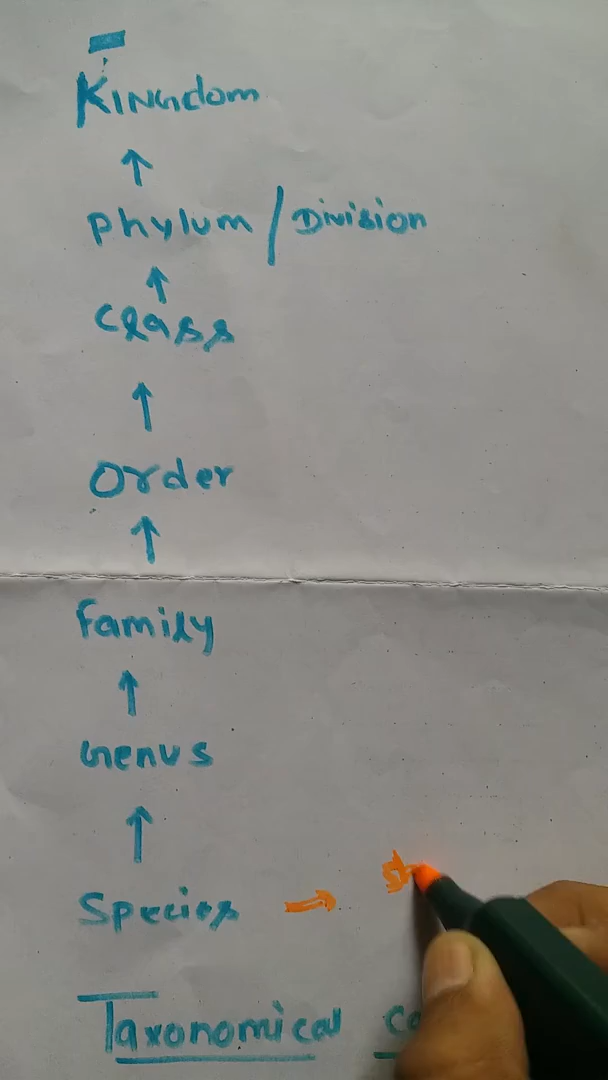 Kingdom
↑
Phylum / Division
↑
Class
↑
Order
↑
Family
↑
Genus
↑
Species →
Taxonomical